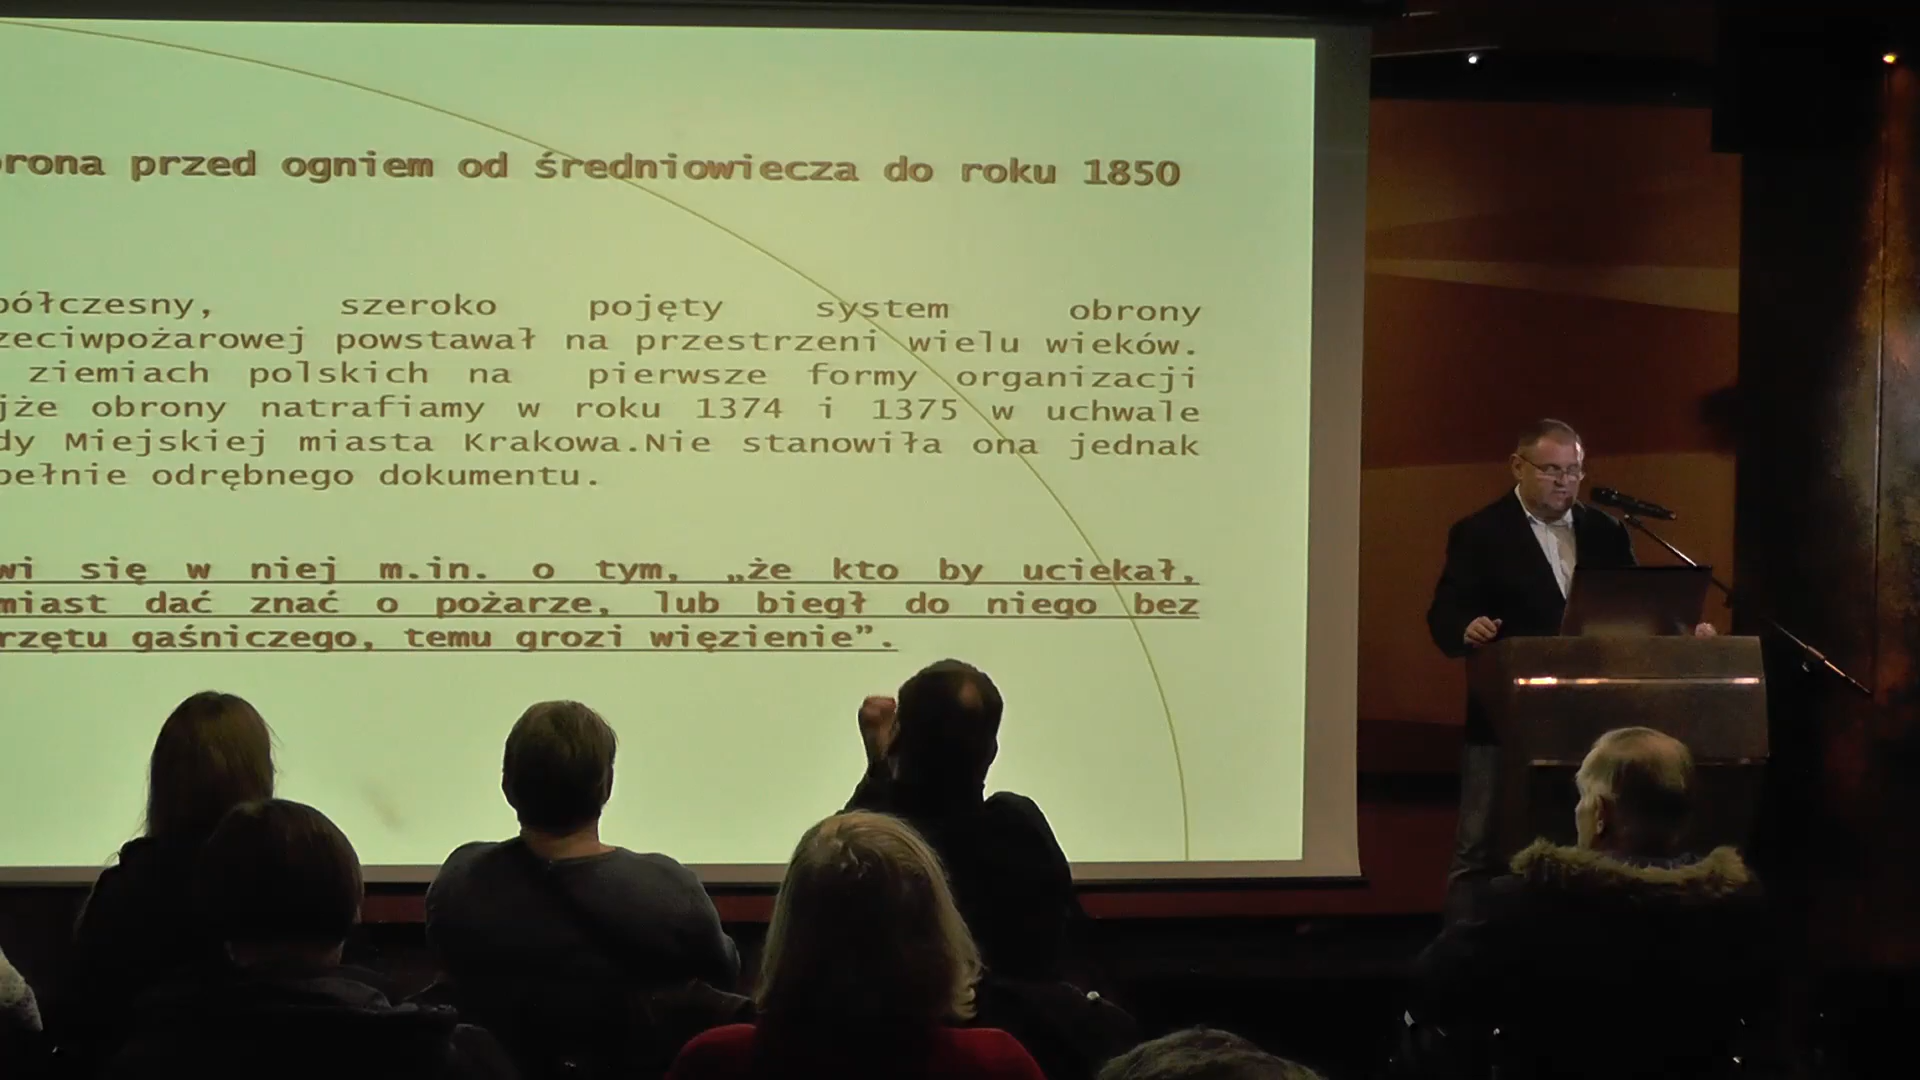 rona przed ogniem od średniowiecza do roku 1850
półczesny, szeroko pojęty system obrony
zeciwpożarowej powstawał na przestrzeni wielu wieków.
ziemiach polskich na pierwsze formy organizacji
jże obrony natrafiamy w roku 1374 i 1375 w uchwale
dy Miejskiej miasta Krakowa.Nie stanowiła ona jednak
pełnie odrębnego dokumentu.
wi się w niej m.in. o tym, „że kto by uciekał,
miast dać znać o pożarze, lub biegł do niego bez
rzętu gaśniczego, temu grozi więzienie”.